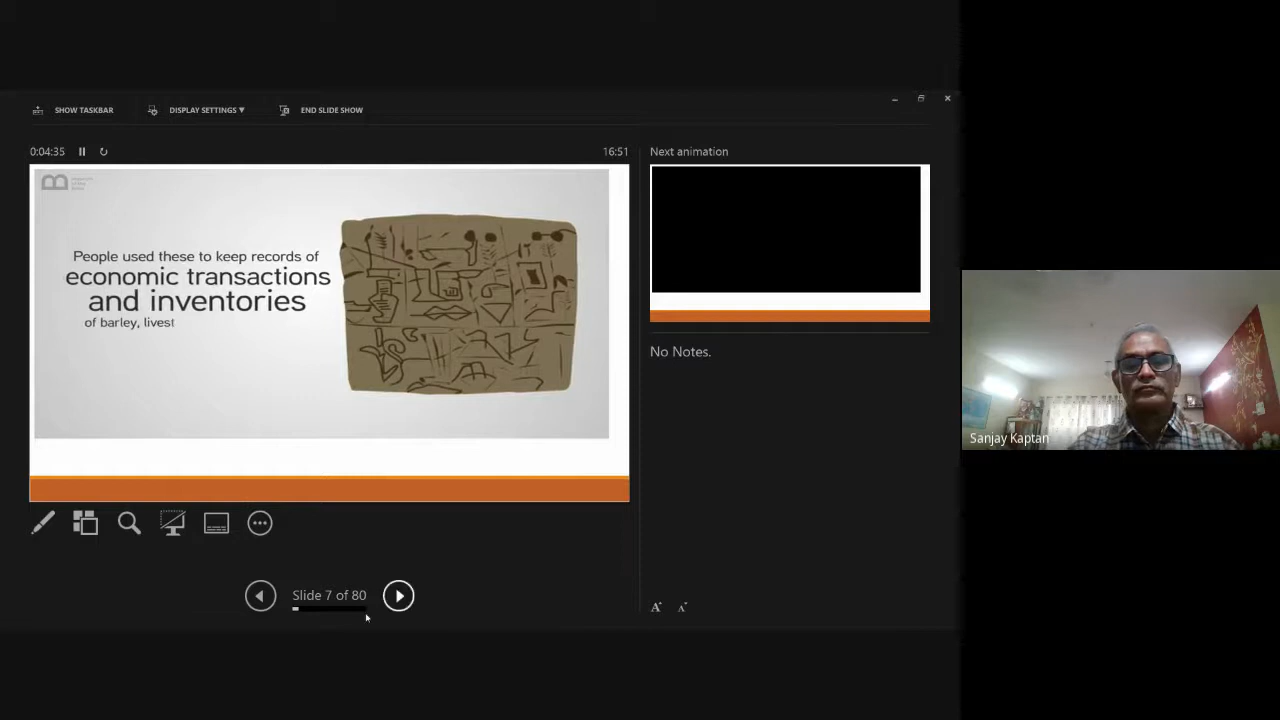 SHOW TASKBAR
DISPLAY SETTINGS ▼
END SLIDE SHOW
0:04:35
16:51
Next animation
B
People used these to keep records of
economic transactions
and inventories
of barley, livest
No Notes.
Sanjay Kaptan
Slide 7 of 80
A A